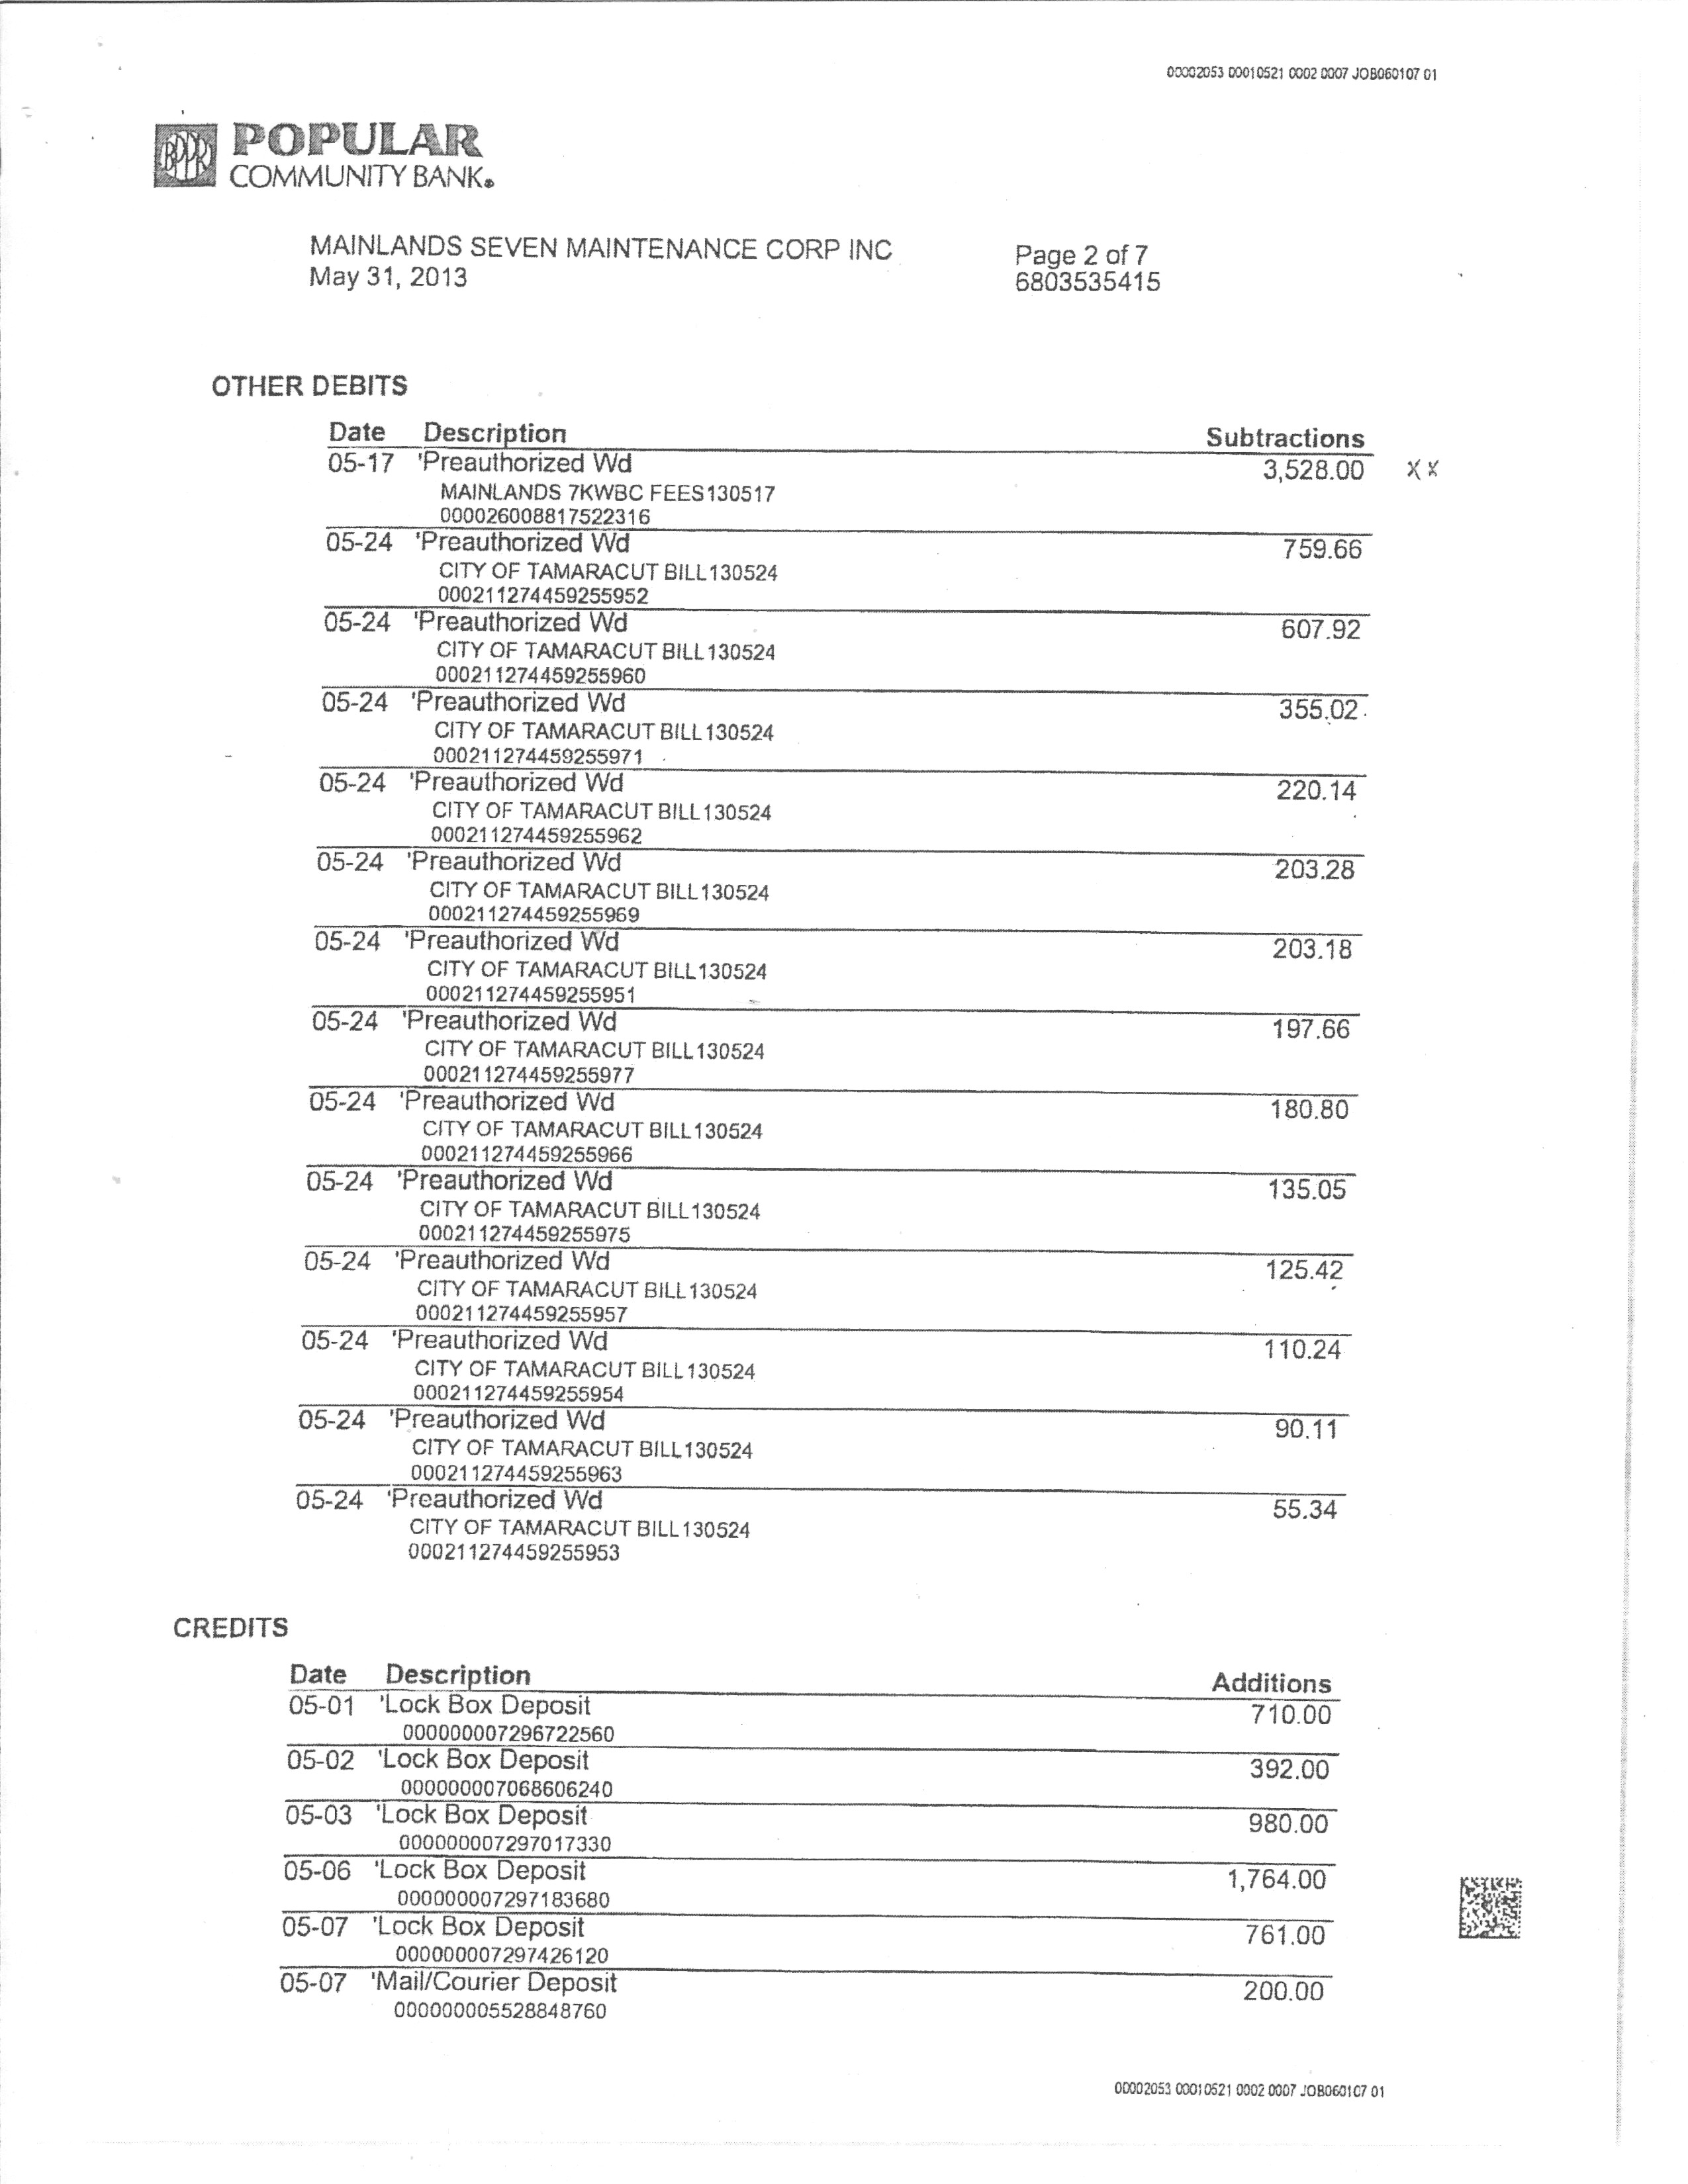 00002053 00010521 0002 0007 JOB060107 01
BPPR
POPULAR
COMMUNITY BANK®
MAINLANDS SEVEN MAINTENANCE CORP INC
May 31, 2013
Page 2 of 7
6803535415
OTHER DEBITS
Date Description Subtractions
05-17 'Preauthorized Wd 3,528.00 XX
MAINLANDS 7KWBC FEES130517
000026008817522316
05-24 'Preauthorized Wd 759.66
CITY OF TAMARACUT BILL130524
000211274459255952
05-24 'Preauthorized Wd 607.92
CITY OF TAMARACUT BILL130524
000211274459255960
05-24 'Preauthorized Wd 355.02
CITY OF TAMARACUT BILL130524
000211274459255971
05-24 'Preauthorized Wd 220.14
CITY OF TAMARACUT BILL130524
000211274459255962
05-24 'Preauthorized Wd 203.28
CITY OF TAMARACUT BILL130524
000211274459255969
05-24 'Preauthorized Wd 203.18
CITY OF TAMARACUT BILL130524
000211274459255951
05-24 'Preauthorized Wd 197.66
CITY OF TAMARACUT BILL130524
000211274459255977
05-24 'Preauthorized Wd 180.80
CITY OF TAMARACUT BILL130524
000211274459255966
05-24 'Preauthorized Wd 135.05
CITY OF TAMARACUT BILL130524
000211274459255975
05-24 'Preauthorized Wd 125.42
CITY OF TAMARACUT BILL130524
000211274459255957
05-24 'Preauthorized Wd 110.24
CITY OF TAMARACUT BILL130524
000211274459255954
05-24 'Preauthorized Wd 90.11
CITY OF TAMARACUT BILL130524
000211274459255963
05-24 'Preauthorized Wd 55.34
CITY OF TAMARACUT BILL130524
000211274459255953
CREDITS
Date Description Additions
05-01 'Lock Box Deposit 710.00
000000007296722560
05-02 'Lock Box Deposit 392.00
000000007068606240
05-03 'Lock Box Deposit 980.00
000000007297017330
05-06 'Lock Box Deposit 1,764.00
000000007297183680
05-07 'Lock Box Deposit 761.00
000000007297426120
05-07 'Mail/Courier Deposit 200.00
000000005528848760
00002053 00010521 0002 0007 JOB060107 01